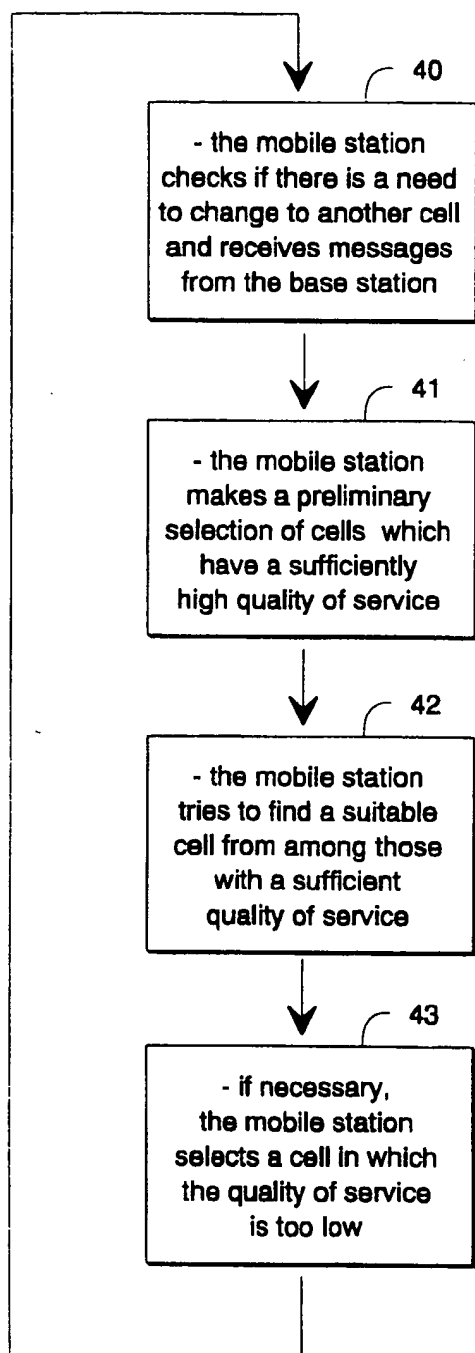 40
- the mobile station
checks if there is a need
to change to another cell
and receives messages
from the base station
41
- the mobile station
makes a preliminary
selection of cells which
have a sufficiently
high quality of service
42
- the mobile station
tries to find a suitable
cell from among those
with a sufficient
quality of service
43
- if necessary,
the mobile station
selects a cell in which
the quality of service
is too low